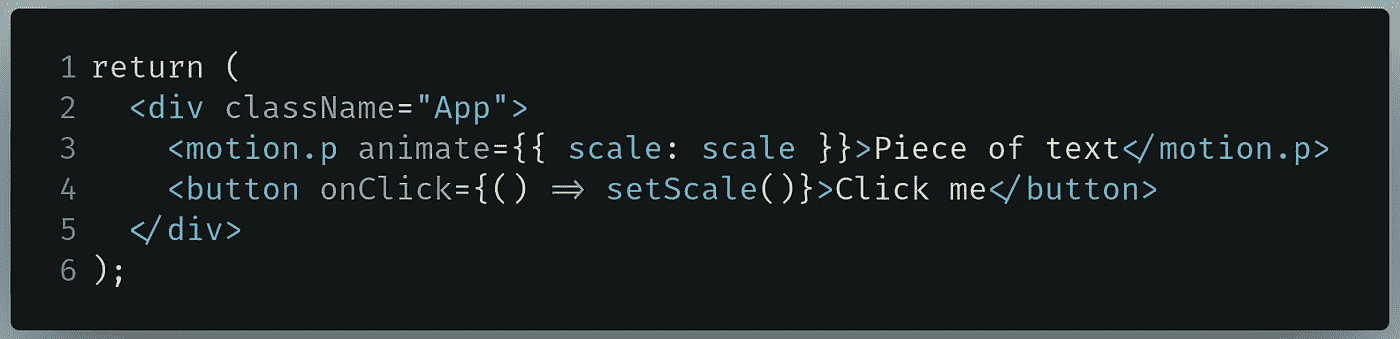 1 return (
2   <div className="App">
3     <motion.p animate={{ scale: scale }}>Piece of text</motion.p>
4     <button onClick={() => setScale()}>Click me</button>
5   </div>
6 );